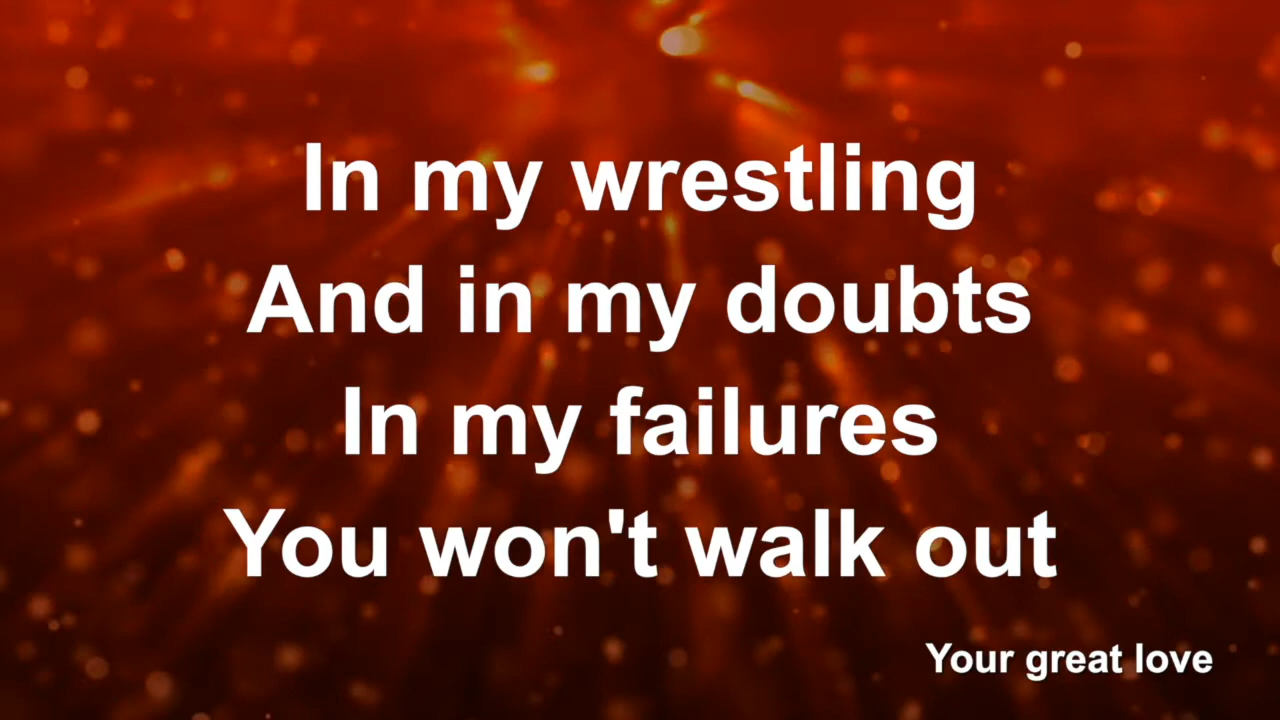 In my wrestling
And in my doubts
In my failures
You won't walk out
Your great love